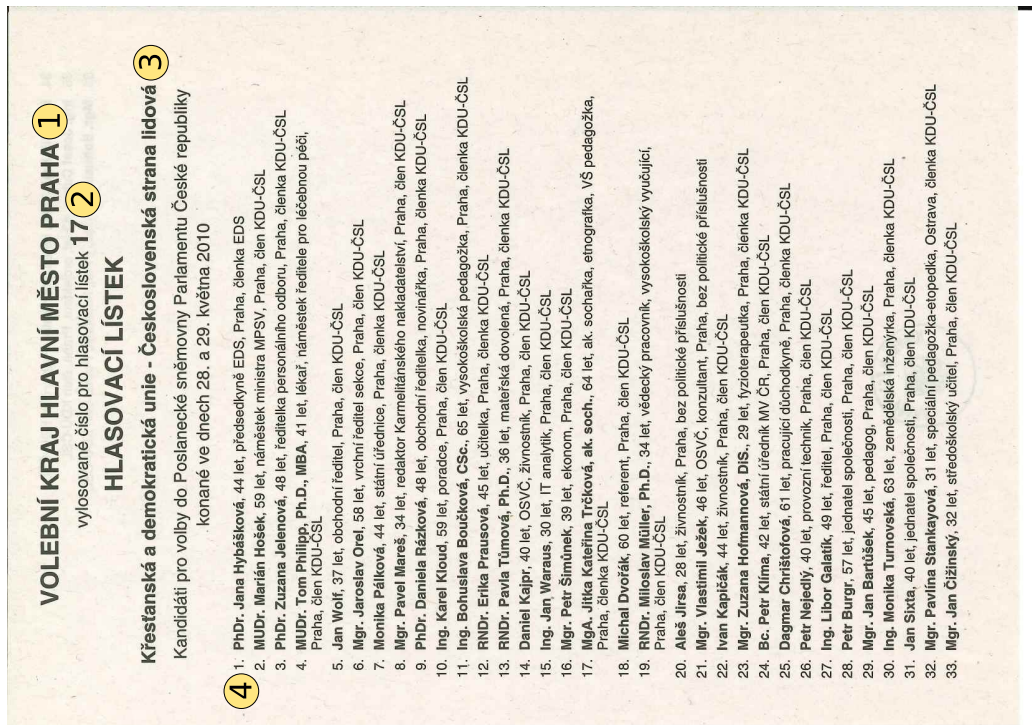 VOLEBNÍ KRAJ HLAVNÍ MĚSTO PRAHA 1
vylosované číslo pro hlasovací lístek 17 2
HLASOVACÍ LÍSTEK
Křesťanská a demokratická unie - Československá strana lidová 3
Kandidáti pro volby do Poslanecké sněmovny Parlamentu České republiky
konané ve dnech 28. a 29. května 2010
4
1. PhDr. Jana Hybášková, 44 let, předsedkyně EDS, Praha, členka EDS
2. MUDr. Marián Hošek, 59 let, náměstek ministra MPSV, Praha, člen KDU-ČSL
3. PhDr. Zuzana Jelenová, 48 let, ředitelka personálního odboru, Praha, členka KDU-ČSL
4. MUDr. Tom Philipp, Ph.D., MBA, 41 let, lékař, náměstek ředitele pro léčebnou péči,
Praha, člen KDU-ČSL
5. Jan Wolf, 37 let, obchodní ředitel, Praha, člen KDU-ČSL
6. Mgr. Jaroslav Orel, 58 let, vrchní ředitel sekce, Praha, člen KDU-ČSL
7. Monika Pálková, 44 let, státní úřednice, Praha, členka KDU-ČSL
8. Mgr. Pavel Mareš, 34 let, redaktor Karmelitánského nakladatelství, Praha, člen KDU-ČSL
9. PhDr. Daniela Rázková, 48 let, obchodní ředitelka, novinářka, Praha, členka KDU-ČSL
10. Ing. Karel Kloud, 59 let, poradce, Praha, člen KDU-ČSL
11. Ing. Bohuslava Boučková, CSc., 65 let, vysokoškolská pedagožka, Praha, členka KDU-ČSL
12. RNDr. Erika Prausová, 45 let, učitelka, Praha, členka KDU-ČSL
13. RNDr. Pavla Tůmová, Ph.D., 36 let, mateřská dovolená, Praha, členka KDU-ČSL
14. Daniel Kajpr, 40 let, OSVČ, živnostník, Praha, člen KDU-ČSL
15. Ing. Jan Waraus, 30 let, IT analytik, Praha, člen KDU-ČSL
16. Mgr. Petr Šimůnek, 39 let, ekonom, Praha, člen KDU-ČSL
17. MgA. Jitka Kateřina Trčková, ak. soch., 64 let, ak. sochařka, etnografka, VŠ pedagožka,
Praha, členka KDU-ČSL
18. Michal Dvořák, 60 let, referent, Praha, člen KDU-ČSL
19. RNDr. Miloslav Müller, Ph.D., 34 let, vědecký pracovník, vysokoškolský vyučující,
Praha, člen KDU-ČSL
20. Aleš Jirsa, 28 let, živnostník, Praha, bez politické příslušnosti
21. Mgr. Vlastimil Ježek, 46 let, OSVČ, konzultant, Praha, bez politické příslušnosti
22. Ivan Kapičák, 44 let, živnostník, Praha, člen KDU-ČSL
23. Mgr. Zuzana Hofmannová, DiS., 29 let, fyzioterapeutka, Praha, členka KDU-ČSL
24. Bc. Petr Klíma, 42 let, státní úředník MV ČR, Praha, člen KDU-ČSL
25. Dagmar Chrištofová, 61 let, pracující důchodkyně, Praha, členka KDU-ČSL
26. Petr Nejedlý, 40 let, provozní technik, Praha, člen KDU-ČSL
27. Ing. Libor Galatík, 49 let, ředitel, Praha, člen KDU-ČSL
28. Petr Burgr, 57 let, jednatel společnosti, Praha, člen KDU-ČSL
29. Mgr. Jan Bartůšek, 45 let, pedagog, Praha, člen KDU-ČSL
30. Ing. Monika Turnovská, 63 let, zemědělská inženýrka, Praha, členka KDU-ČSL
31. Jan Sixta, 40 let, jednatel společnosti, Praha, člen KDU-ČSL
32. Mgr. Pavlína Stankayová, 31 let, speciální pedagožka-etopedka, Ostrava, členka KDU-ČSL
33. Mgr. Jan Čižinský, 32 let, středoškolský učitel, Praha, člen KDU-ČSL